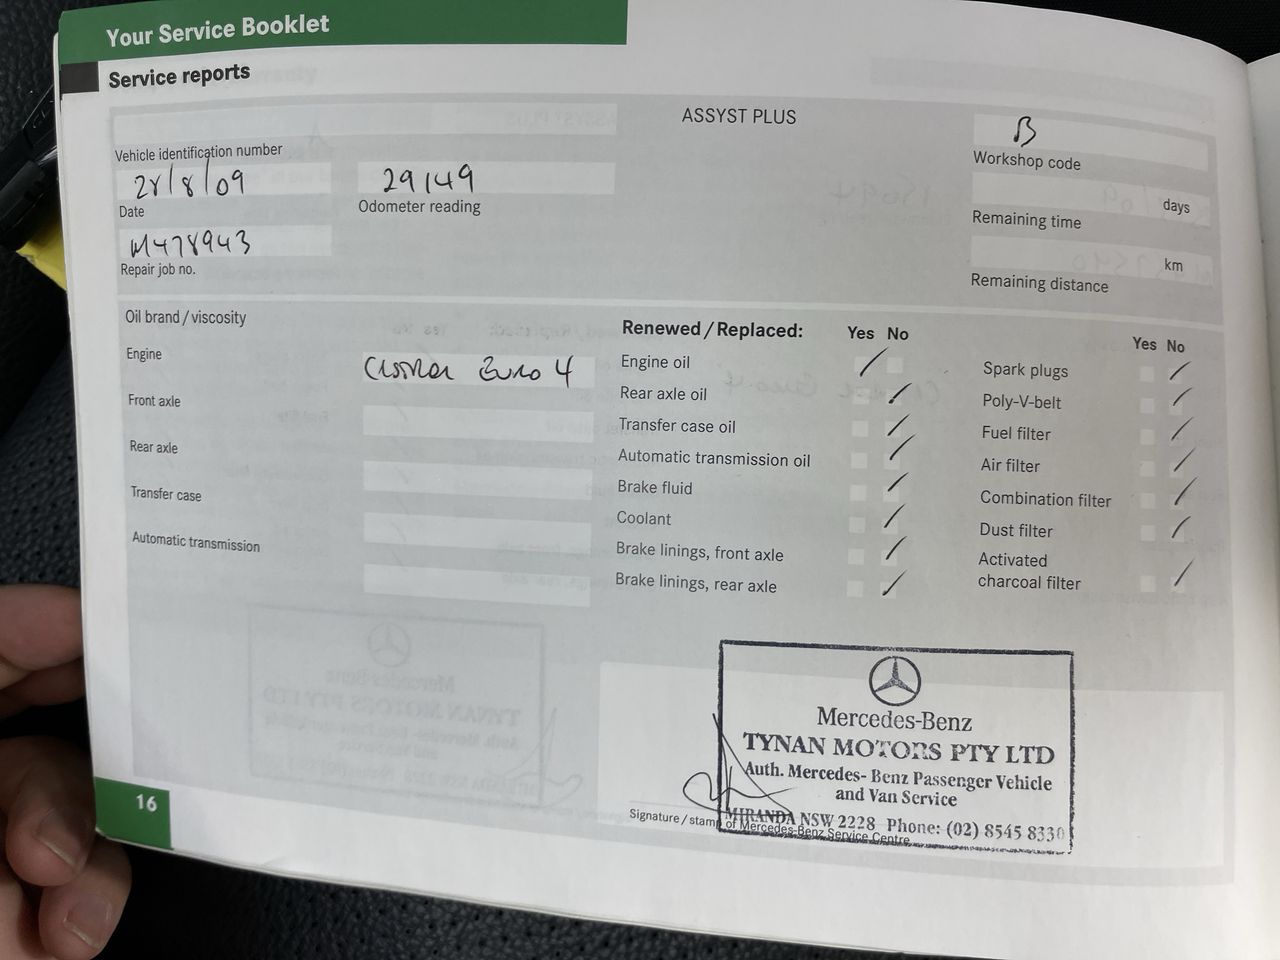 Your Service Booklet
Service reports
ASSYST PLUS
Vehicle identification number
B
Workshop code
28/8/09
Date
29149
Odometer reading
days
Remaining time
M478943
Repair job no.
km
Remaining distance
Oil brand / viscosity
Engine
Euro 4
Front axle
Rear axle
Transfer case
Automatic transmission
Renewed / Replaced:
Yes No
Engine oil
Rear axle oil
Transfer case oil
Automatic transmission oil
Brake fluid
Coolant
Brake linings, front axle
Brake linings, rear axle
Yes No
Spark plugs
Poly-V-belt
Fuel filter
Air filter
Combination filter
Dust filter
Activated
charcoal filter
Mercedes-Benz
TYNAN MOTORS PTY LTD
Auth. Mercedes- Benz Passenger Vehicle
and Van Service
MIRANDA NSW 2228 Phone: (02) 8545 8330
Signature / stamp of Mercedes-Benz Service Centre
16